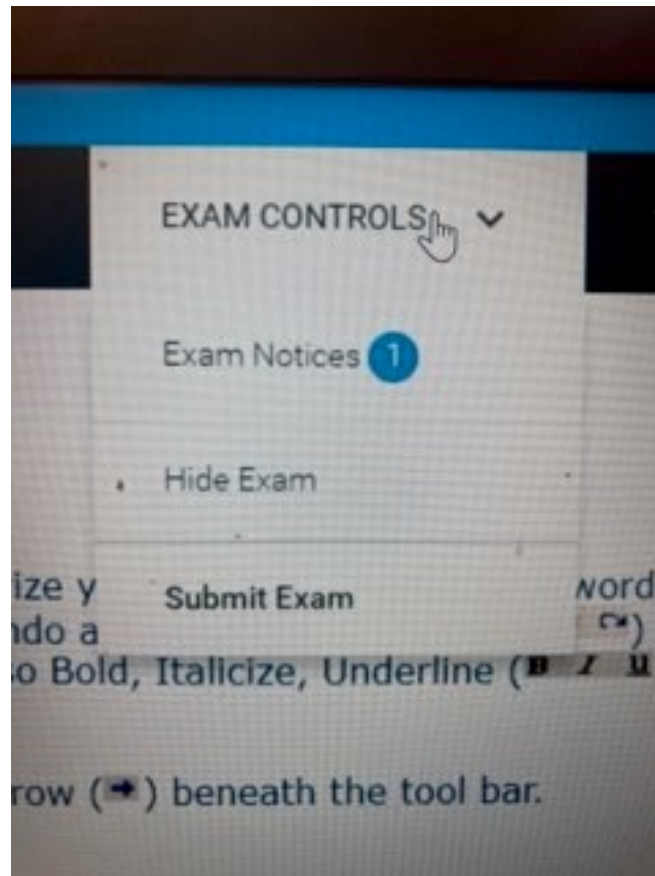 EXAM CONTROLS
Exam Notices 1
Hide Exam
Submit Exam
ize y word
ndo a )
o Bold, Italicize, Underline (B I U
row (➔) beneath the tool bar.